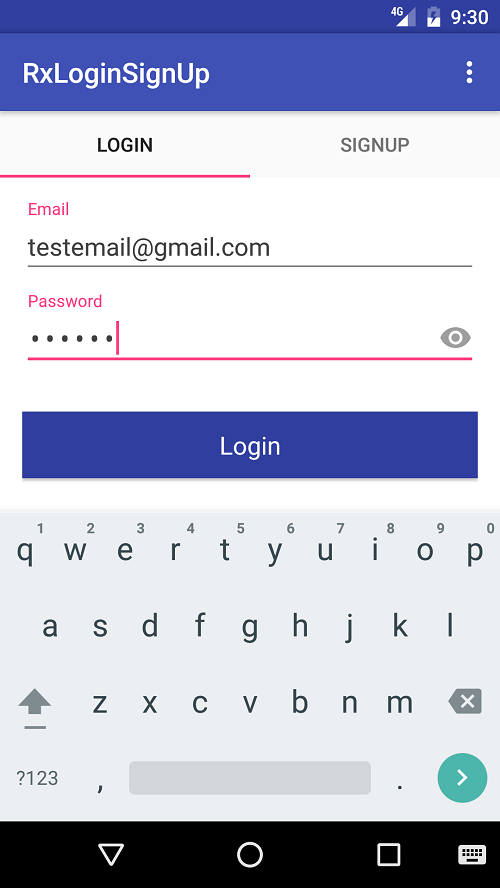 4G 9:30
RxLoginSignUp
LOGIN SIGNUP
Email
testemail@gmail.com
Password
••••••
Login
1 2 3 4 5 6 7 8 9 0
q w e r t y u i o p
a s d f g h j k l
z x c v b n m
?123 , .